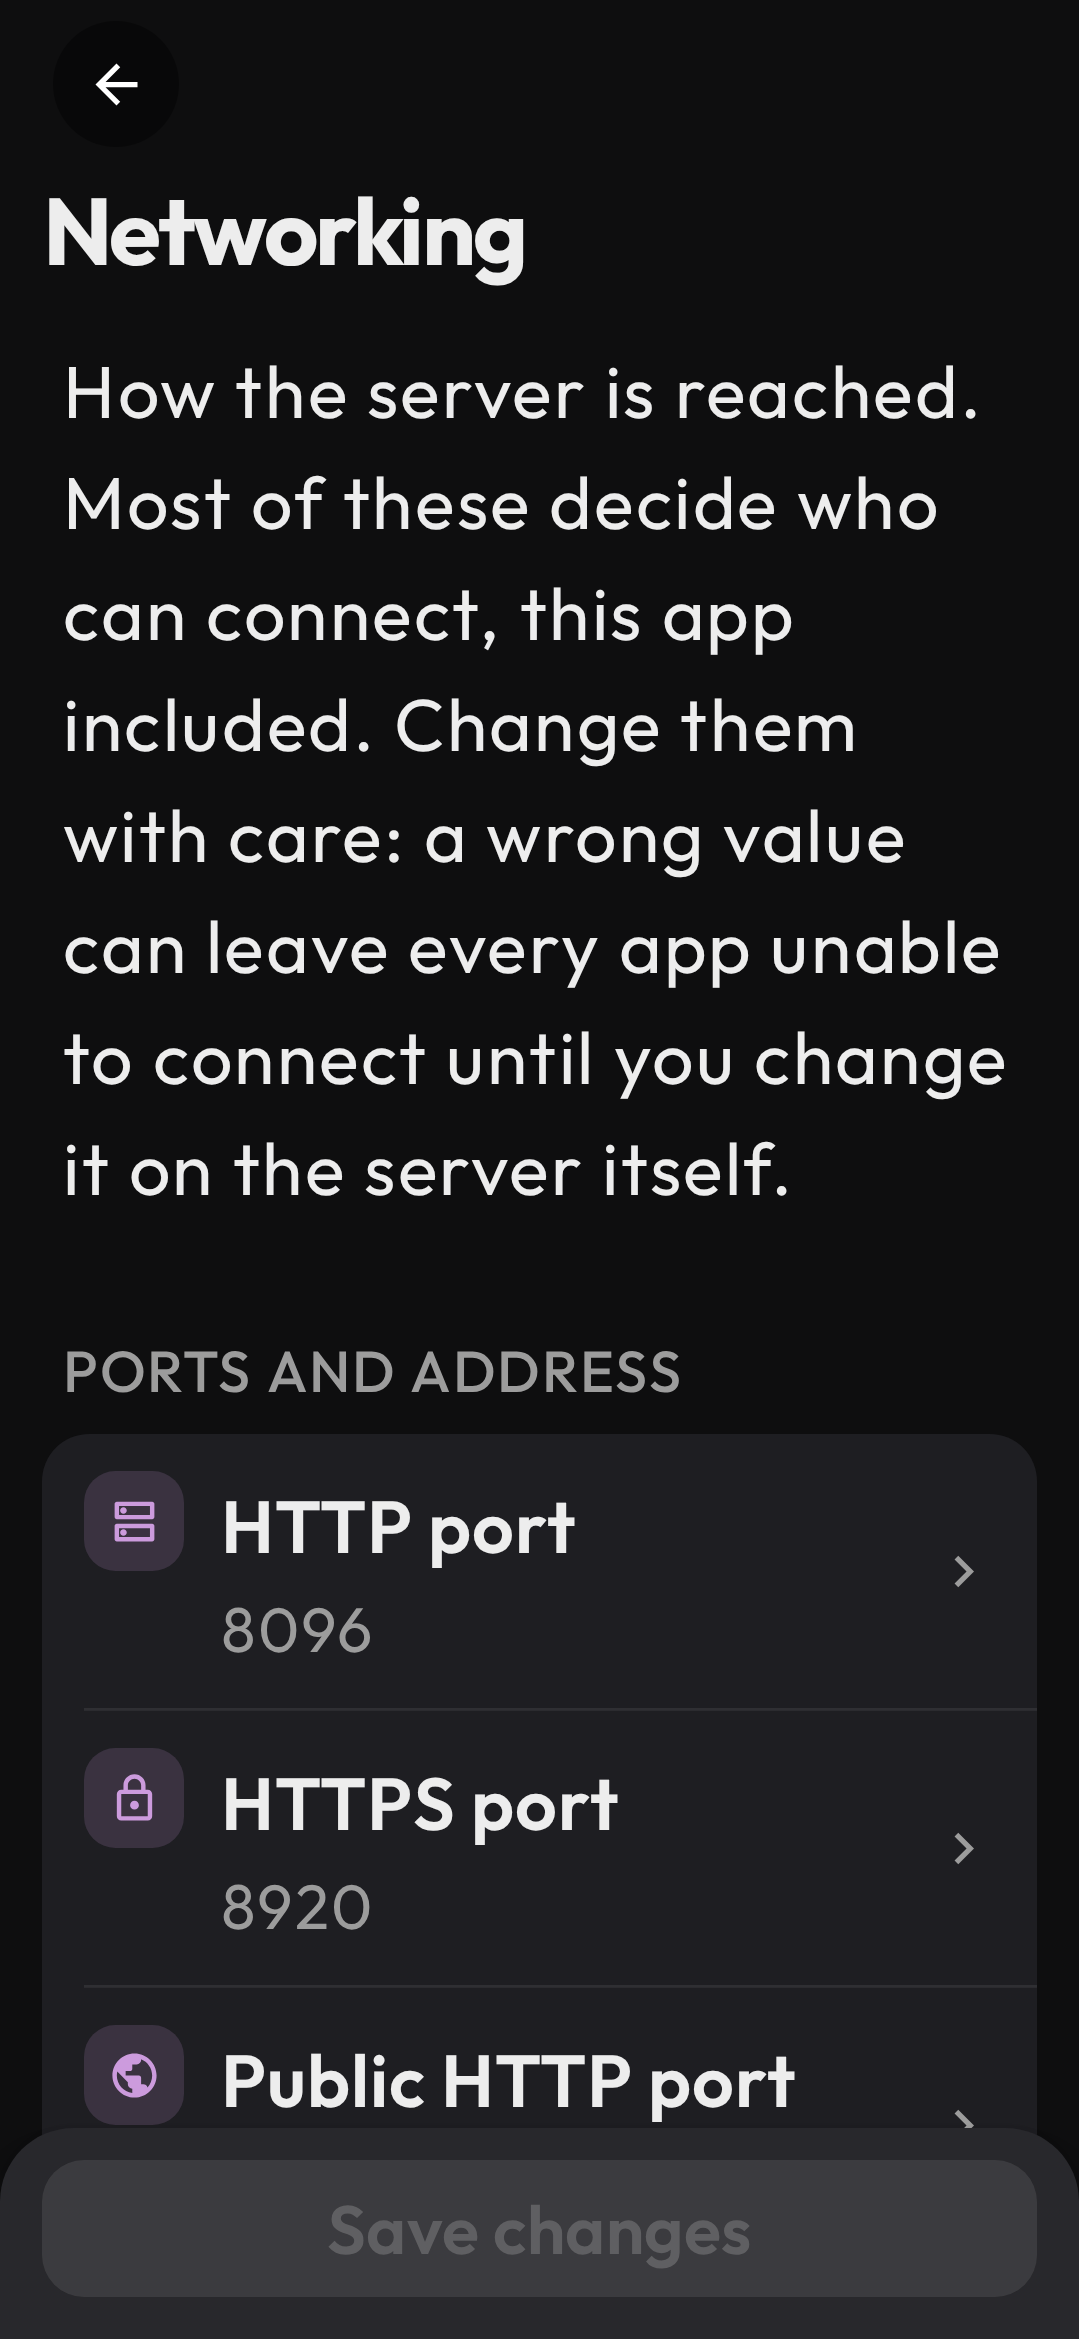 Networking
How the server is reached.
Most of these decide who
can connect, this app
included. Change them
with care: a wrong value
can leave every app unable
to connect until you change
it on the server itself.
PORTS AND ADDRESS
HTTP port
8096
HTTPS port
8920
Public HTTP port
Save changes